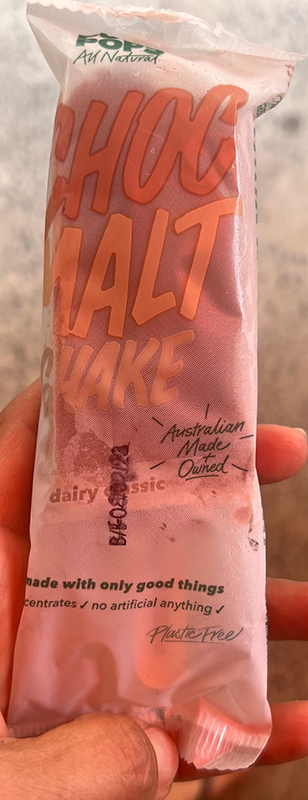 POPS
All Natural
CHOC
MALT
SHAKE
Australian
Made
+
Owned
dairy classic
made with only good things
centrates ✓ no artificial anything ✓
Plastic Free